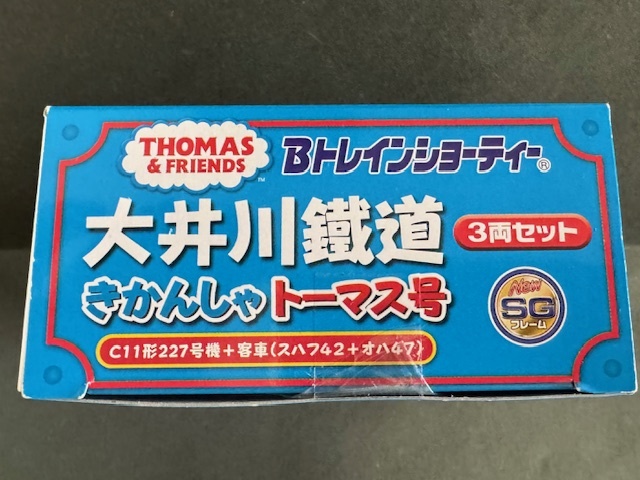 THOMAS
& FRIENDS™
Bトレインショーティー®
大井川鐵道
3両セット
きかんしゃトーマス号
New
SG
フレーム
C11形227号機+客車(スハフ42+オハ47)